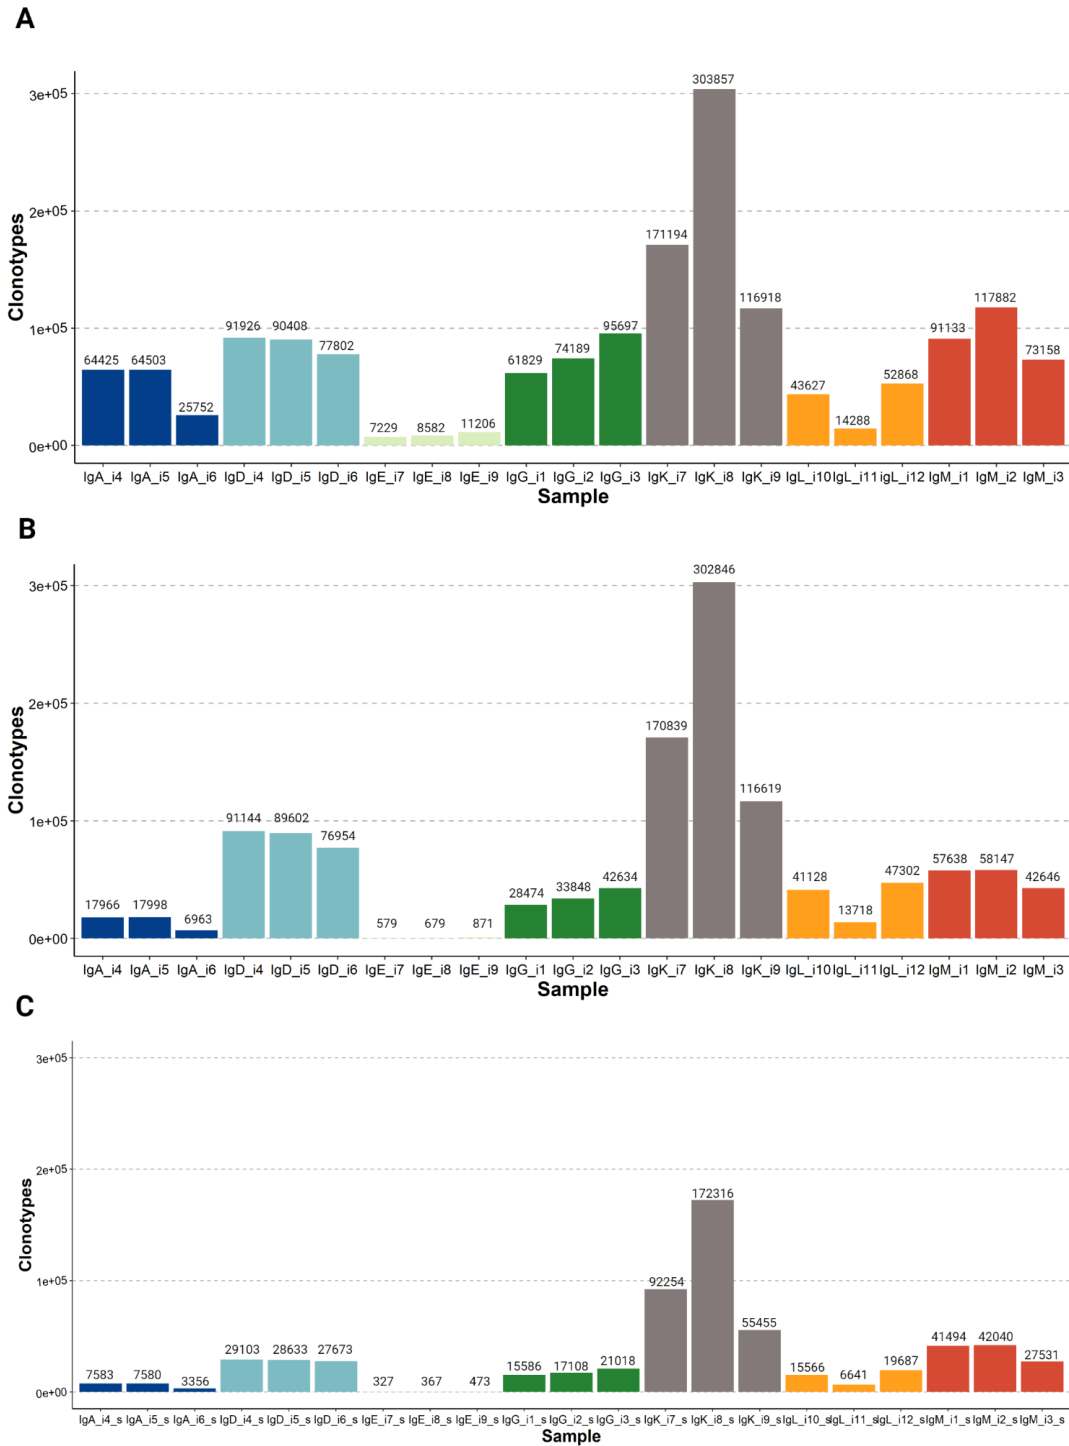 A
303857
3e+05
2e+05
171194
116918
117882
1e+05
91926
90408
77802
95697
91133
64425
64503
61829
74189
73158
25752
43627
52868
7229
8582
11206
14288
0e+00
Clonotypes
IgA_i4 IgA_i5 IgA_i6 IgD_i4 IgD_i5 IgD_i6 IgE_i7 IgE_i8 IgE_i9 IgG_i1 IgG_i2 IgG_i3 IgK_i7 IgK_i8 IgK_i9 IgL_i10 IgL_i11 IgL_i12 IgM_i1 IgM_i2 IgM_i3
Sample
B
302846
3e+05
2e+05
170839
116619
1e+05
91144
89602
76954
17966
17998
6963
579
679
871
28474
33848
42634
41128
13718
47302
57638
58147
42646
0e+00
Clonotypes
IgA_i4 IgA_i5 IgA_i6 IgD_i4 IgD_i5 IgD_i6 IgE_i7 IgE_i8 IgE_i9 IgG_i1 IgG_i2 IgG_i3 IgK_i7 IgK_i8 IgK_i9 IgL_i10 IgL_i11 IgL_i12 IgM_i1 IgM_i2 IgM_i3
Sample
C
3e+05
2e+05
172316
1e+05
92254
55455
7583
7580
3356
29103
28633
27673
327
367
473
15586
17108
21018
15566
6641
19687
41494
42040
27531
0e+00
Clonotypes
IgA_i4_s IgA_i5_s IgA_i6_s IgD_i4_s IgD_i5_s IgD_i6_s IgE_i7_s IgE_i8_s IgE_i9_s IgG_i1_s IgG_i2_s IgG_i3_s IgK_i7_s IgK_i8_s IgK_i9_s IgL_i10_s IgL_i11_s IgL_i12_s IgM_i1_s IgM_i2_s IgM_i3_s
Sample